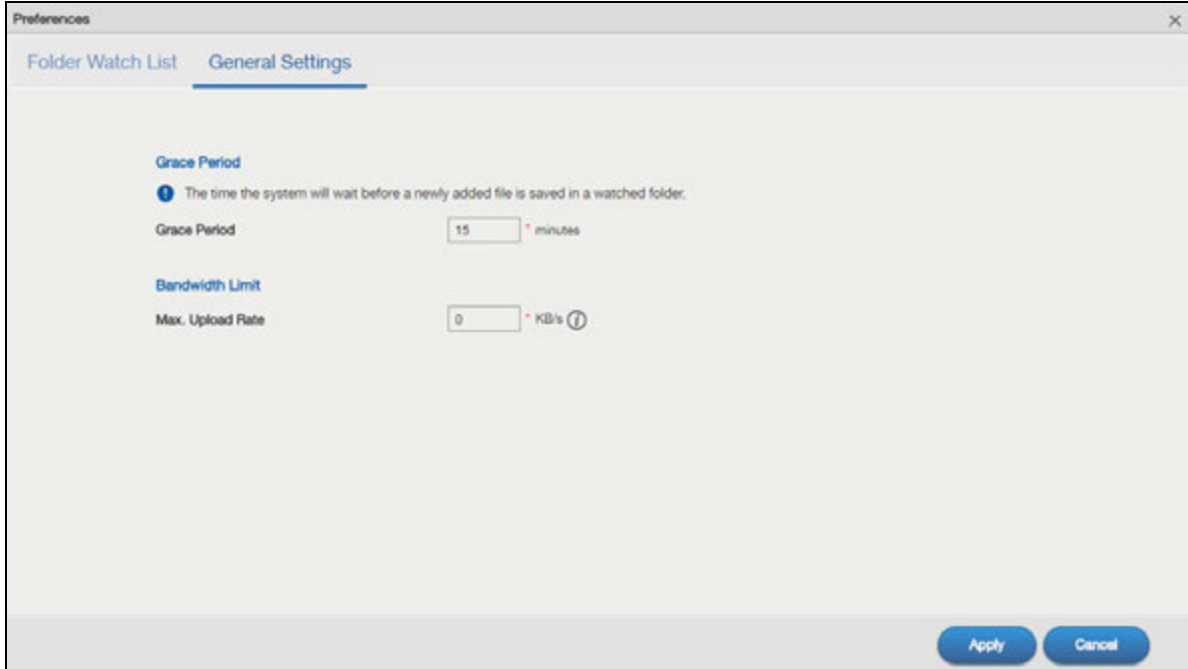 Preferences
Folder Watch List General Settings
Grace Period
The time the system will wait before a newly added file is saved in a watched folder.
Grace Period 15 * minutes
Bandwidth Limit
Max. Upload Rate 0 * KB/s
Apply Cancel